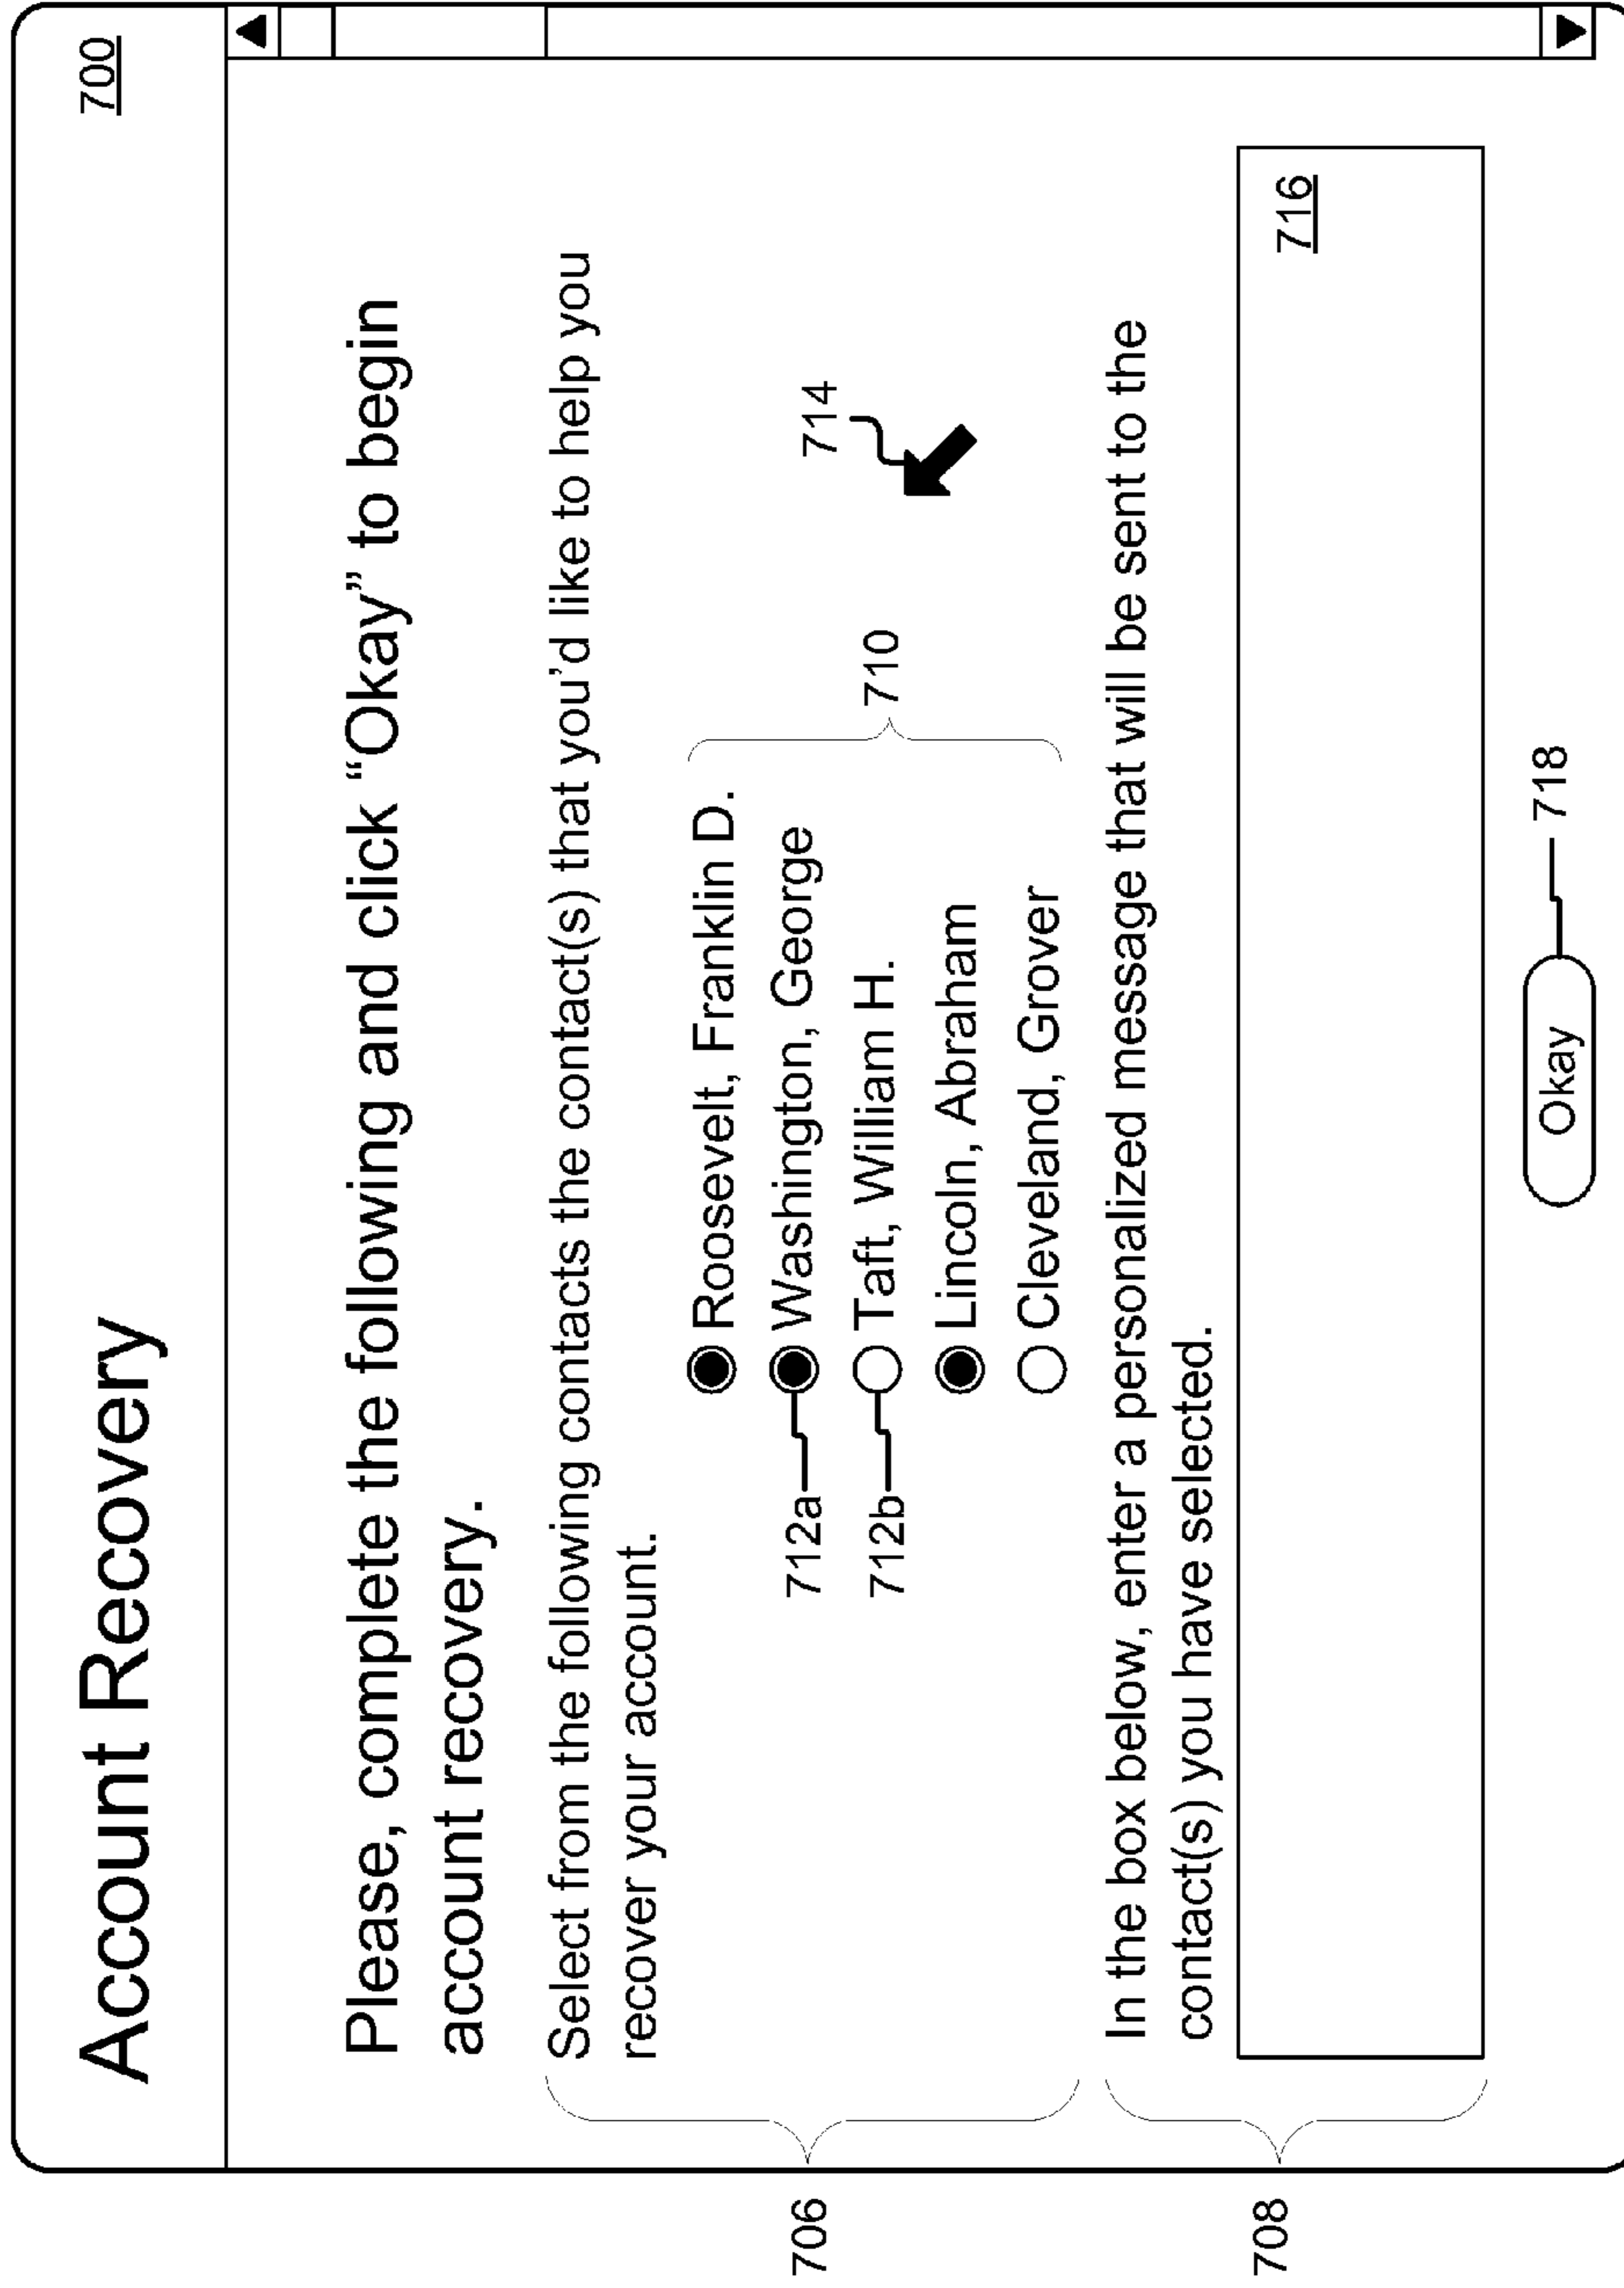 Account Recovery
700
Please, complete the following and click “Okay” to begin
account recovery.
Select from the following contacts the contact(s) that you’d like to help you
recover your account.
706
Roosevelt, Franklin D.
712a
Washington, George
714
712b
Taft, William H.
710
Lincoln, Abraham
Cleveland, Grover
In the box below, enter a personalized message that will be sent to the
contact(s) you have selected.
708
716
Okay
718